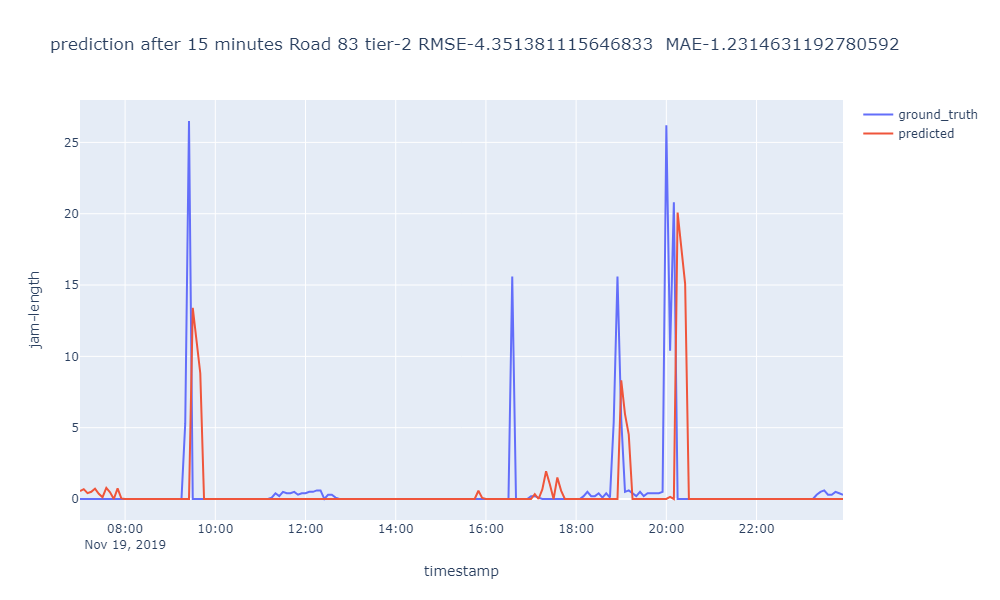 prediction after 15 minutes Road 83 tier-2 RMSE-4.351381115646833  MAE-1.2314631192780592
ground_truth
predicted
25
20
15
10
5
0
jam-length
08:00 10:00 12:00 14:00 16:00 18:00 20:00 22:00
Nov 19, 2019
timestamp